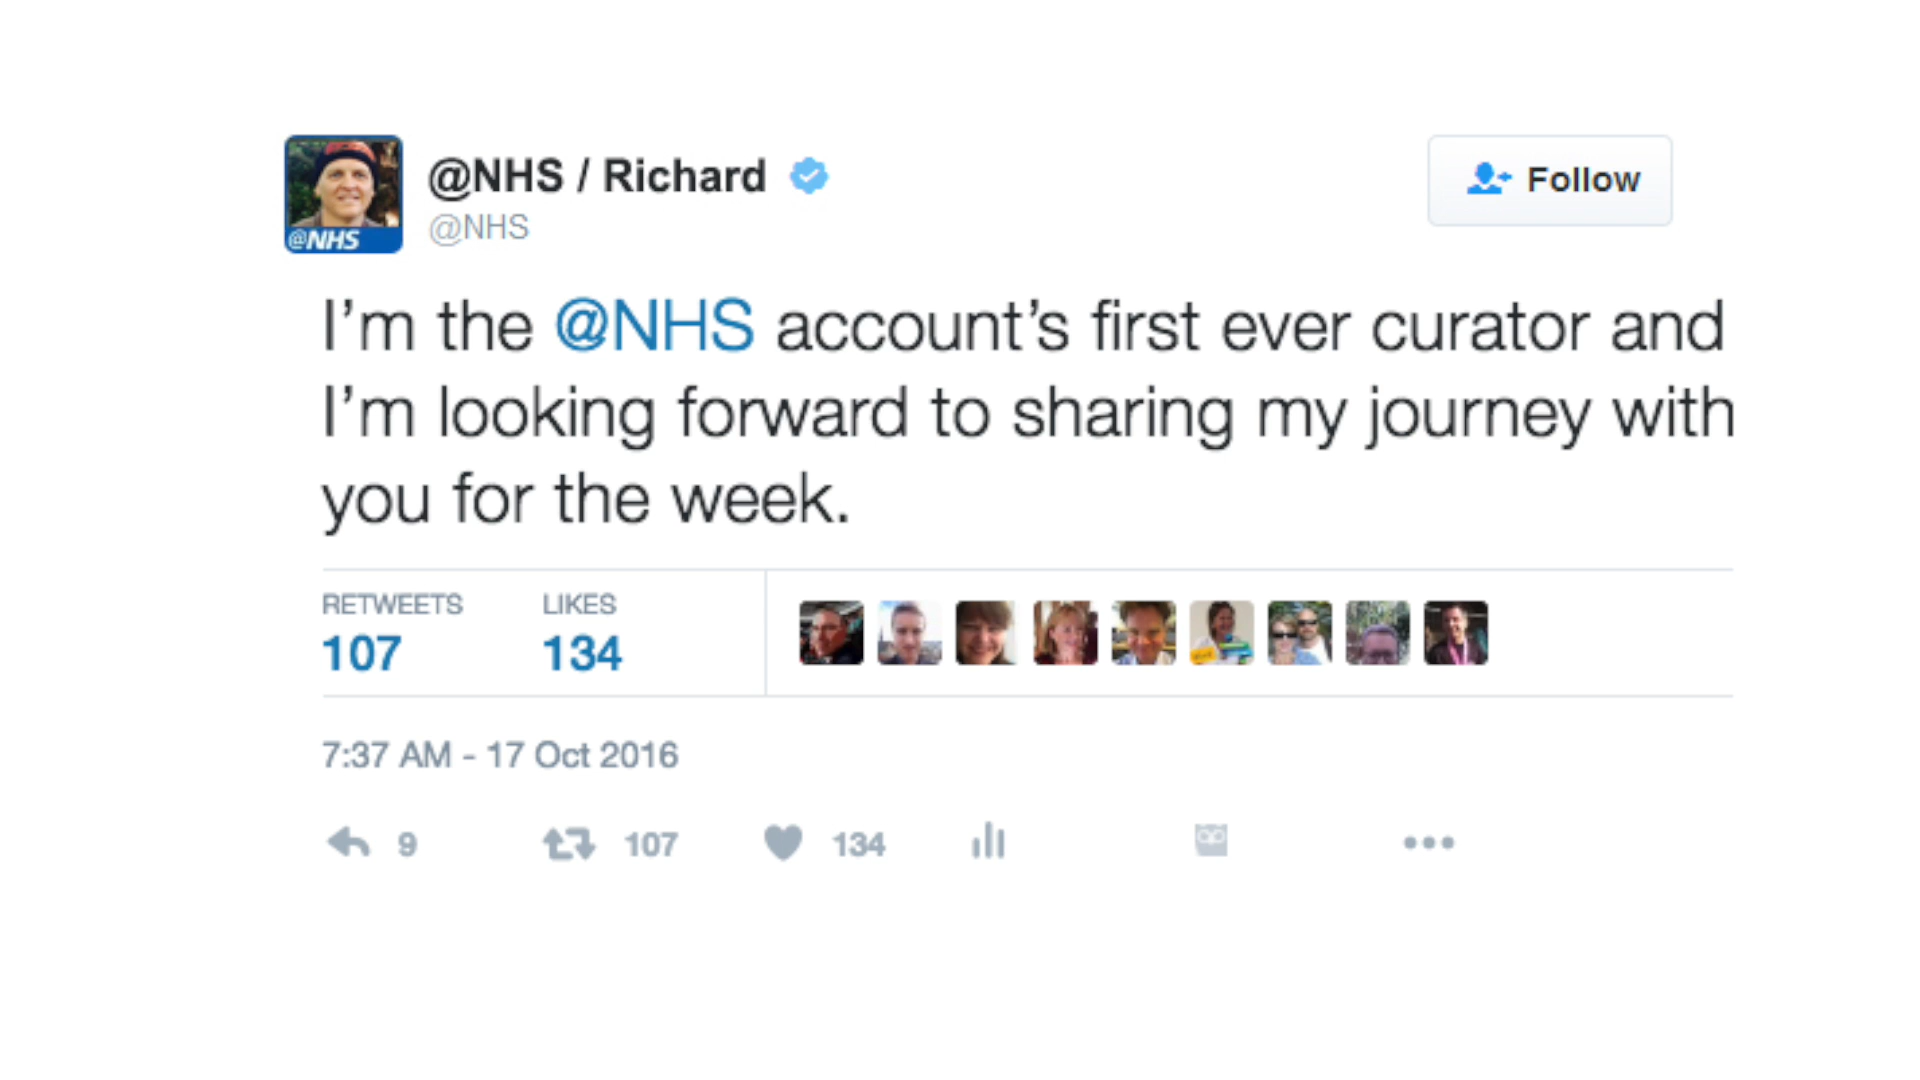 @NHS / Richard
@NHS
@NHS
Follow
I’m the @NHS account’s first ever curator and
I’m looking forward to sharing my journey with
you for the week.
RETWEETS LIKES
107 134
7:37 AM - 17 Oct 2016
9 107 134